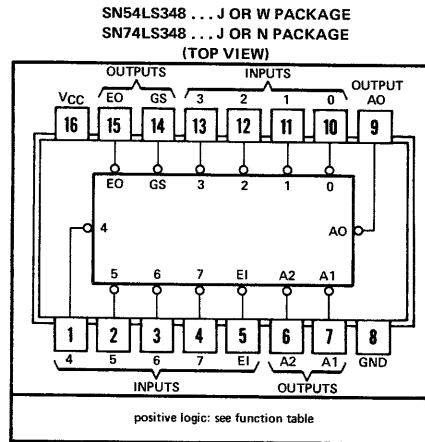 SN54LS348 . . . J OR W PACKAGE
SN74LS348 . . . J OR N PACKAGE
(TOP VIEW)
OUTPUTS INPUTS OUTPUT
VCC EO GS 3 2 1 0 AO
16 15 14 13 12 11 10 9
EO GS 3 2 1 0
4 AO
5 6 7 EI A2 A1
1 2 3 4 5 6 7 8
4 5 6 7 EI A2 A1 GND
INPUTS OUTPUTS
positive logic: see function table